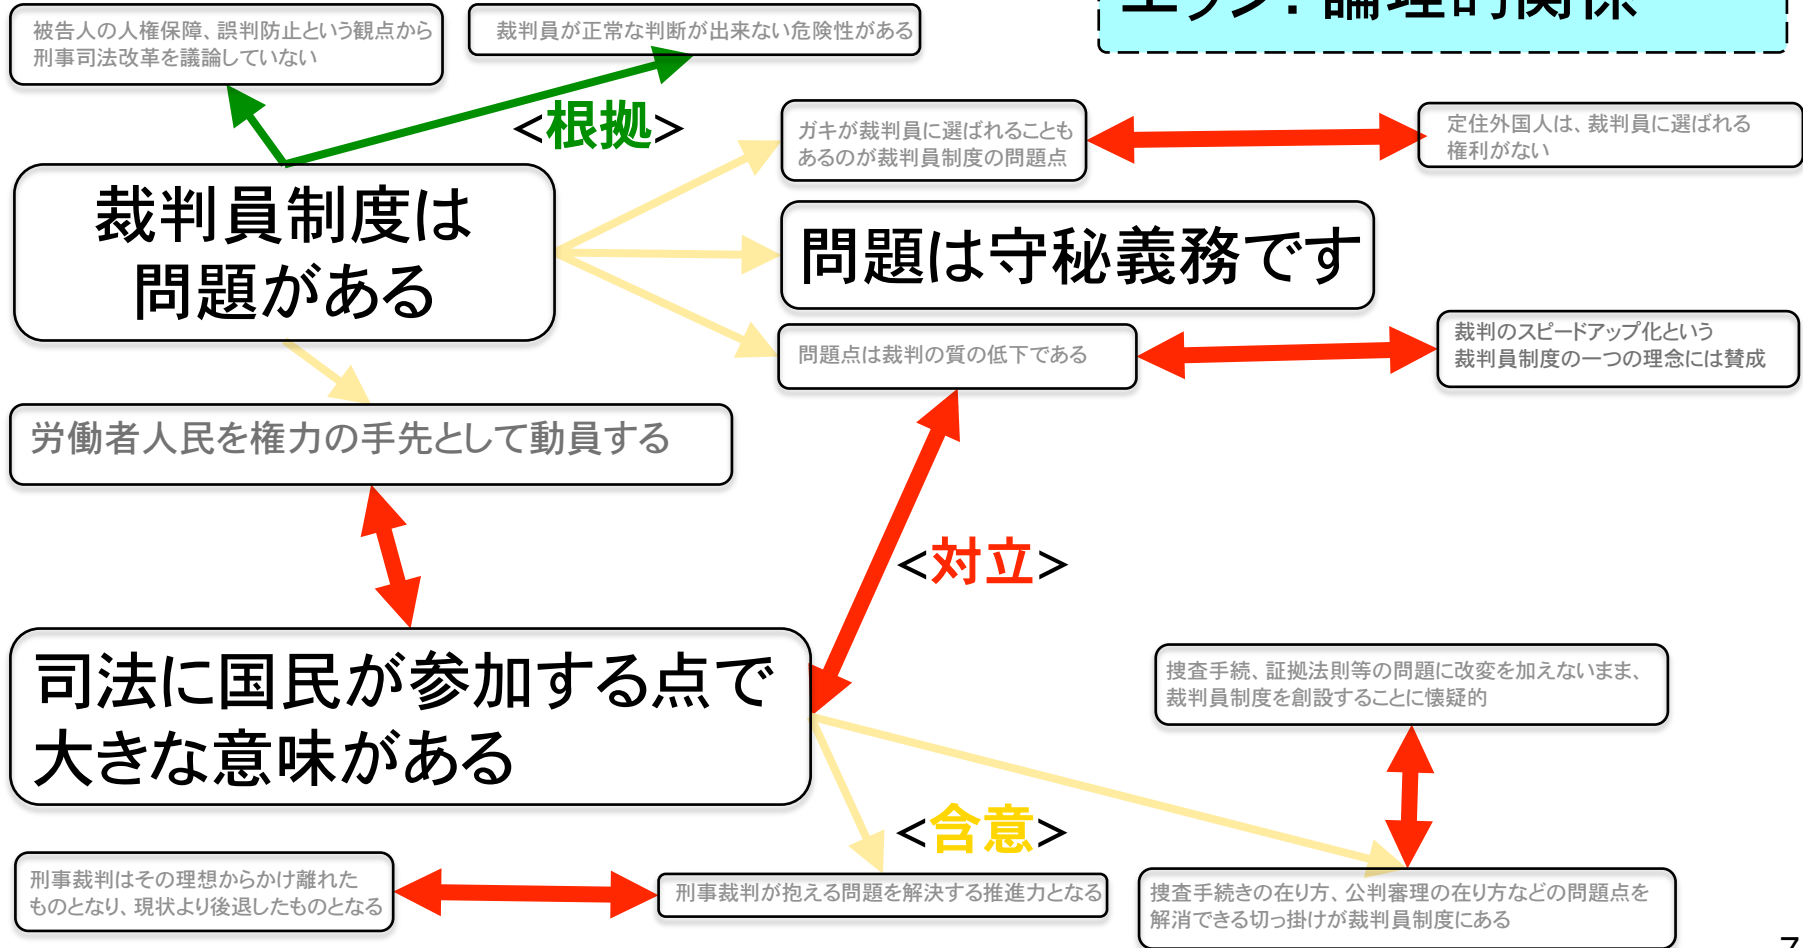 エッジ：論理的関係
被告人の人権保障、誤判防止という観点から
刑事司法改革を議論していない
裁判員が正常な判断が出来ない危険性がある
<根拠>
ガキが裁判員に選ばれることも
あるのが裁判員制度の問題点
定住外国人は、裁判員に選ばれる
権利がない
裁判員制度は
問題がある
問題は守秘義務です
問題点は裁判の質の低下である
裁判のスピードアップ化という
裁判員制度の一つの理念には賛成
労働者人民を権力の手先として動員する
<対立>
司法に国民が参加する点で
大きな意味がある
捜査手続、証拠法則等の問題に改変を加えないまま、
裁判員制度を創設することに懐疑的
<含意>
刑事裁判はその理想からかけ離れた
ものとなり、現状より後退したものとなる
刑事裁判が抱える問題を解決する推進力となる
捜査手続きの在り方、公判審理の在り方などの問題点を
解消できる切っ掛けが裁判員制度にある
7